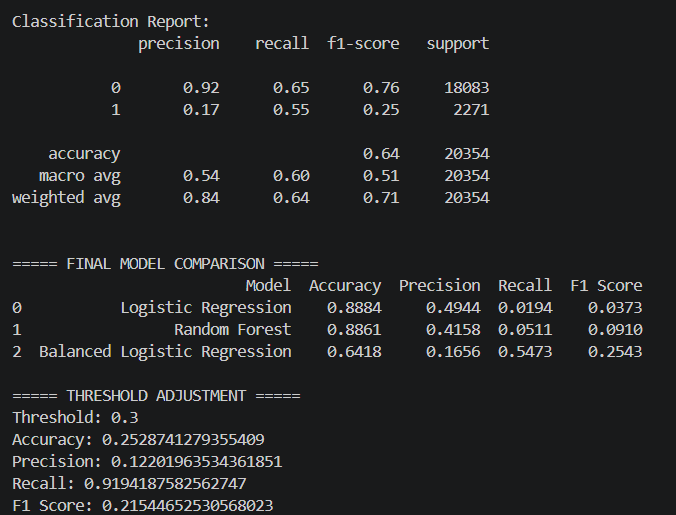 Classification Report:
precision recall f1-score support
0 0.92 0.65 0.76 18083
1 0.17 0.55 0.25 2271
accuracy 0.64 20354
macro avg 0.54 0.60 0.51 20354
weighted avg 0.84 0.64 0.71 20354
===== FINAL MODEL COMPARISON =====
Model Accuracy Precision Recall F1 Score
0 Logistic Regression 0.8884 0.4944 0.0194 0.0373
1 Random Forest 0.8861 0.4158 0.0511 0.0910
2 Balanced Logistic Regression 0.6418 0.1656 0.5473 0.2543
===== THRESHOLD ADJUSTMENT =====
Threshold: 0.3
Accuracy: 0.2528741279355409
Precision: 0.12201963534361851
Recall: 0.9194187582562747
F1 Score: 0.21544652530568023